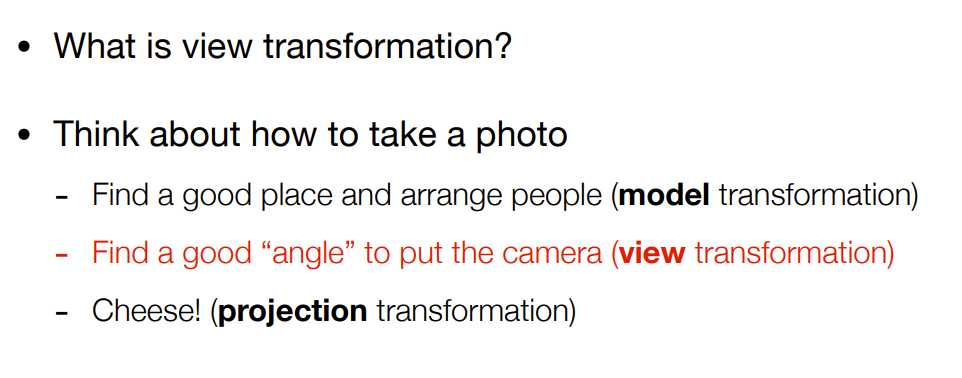 • What is view transformation?
• Think about how to take a photo
- Find a good place and arrange people (model transformation)
- Find a good “angle” to put the camera (view transformation)
- Cheese! (projection transformation)